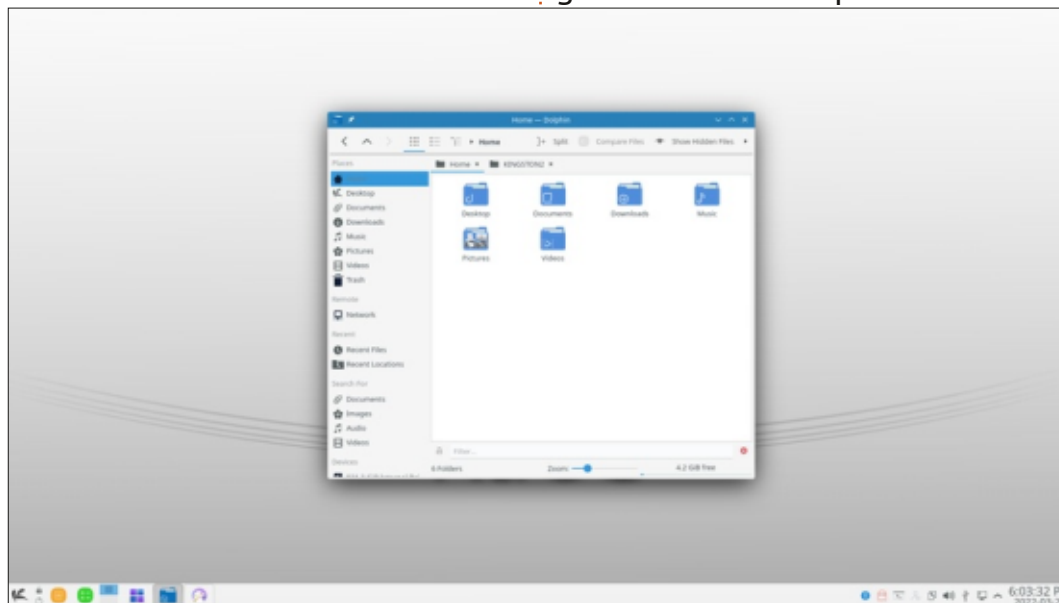 Home — Dolphin
Home
Split
Compare Files
Show Hidden Files
Places
Home
KINGSTON2
Desktop
Documents
Downloads
Music
Pictures
Videos
Trash
Desktop
Documents
Downloads
Music
Pictures
Videos
Remote
Network
Recent
Recent Files
Recent Locations
Search For
Documents
Images
Audio
Videos
Devices
Filter...
6 Folders
Zoom:
4.2 GiB free
6:03:32 P